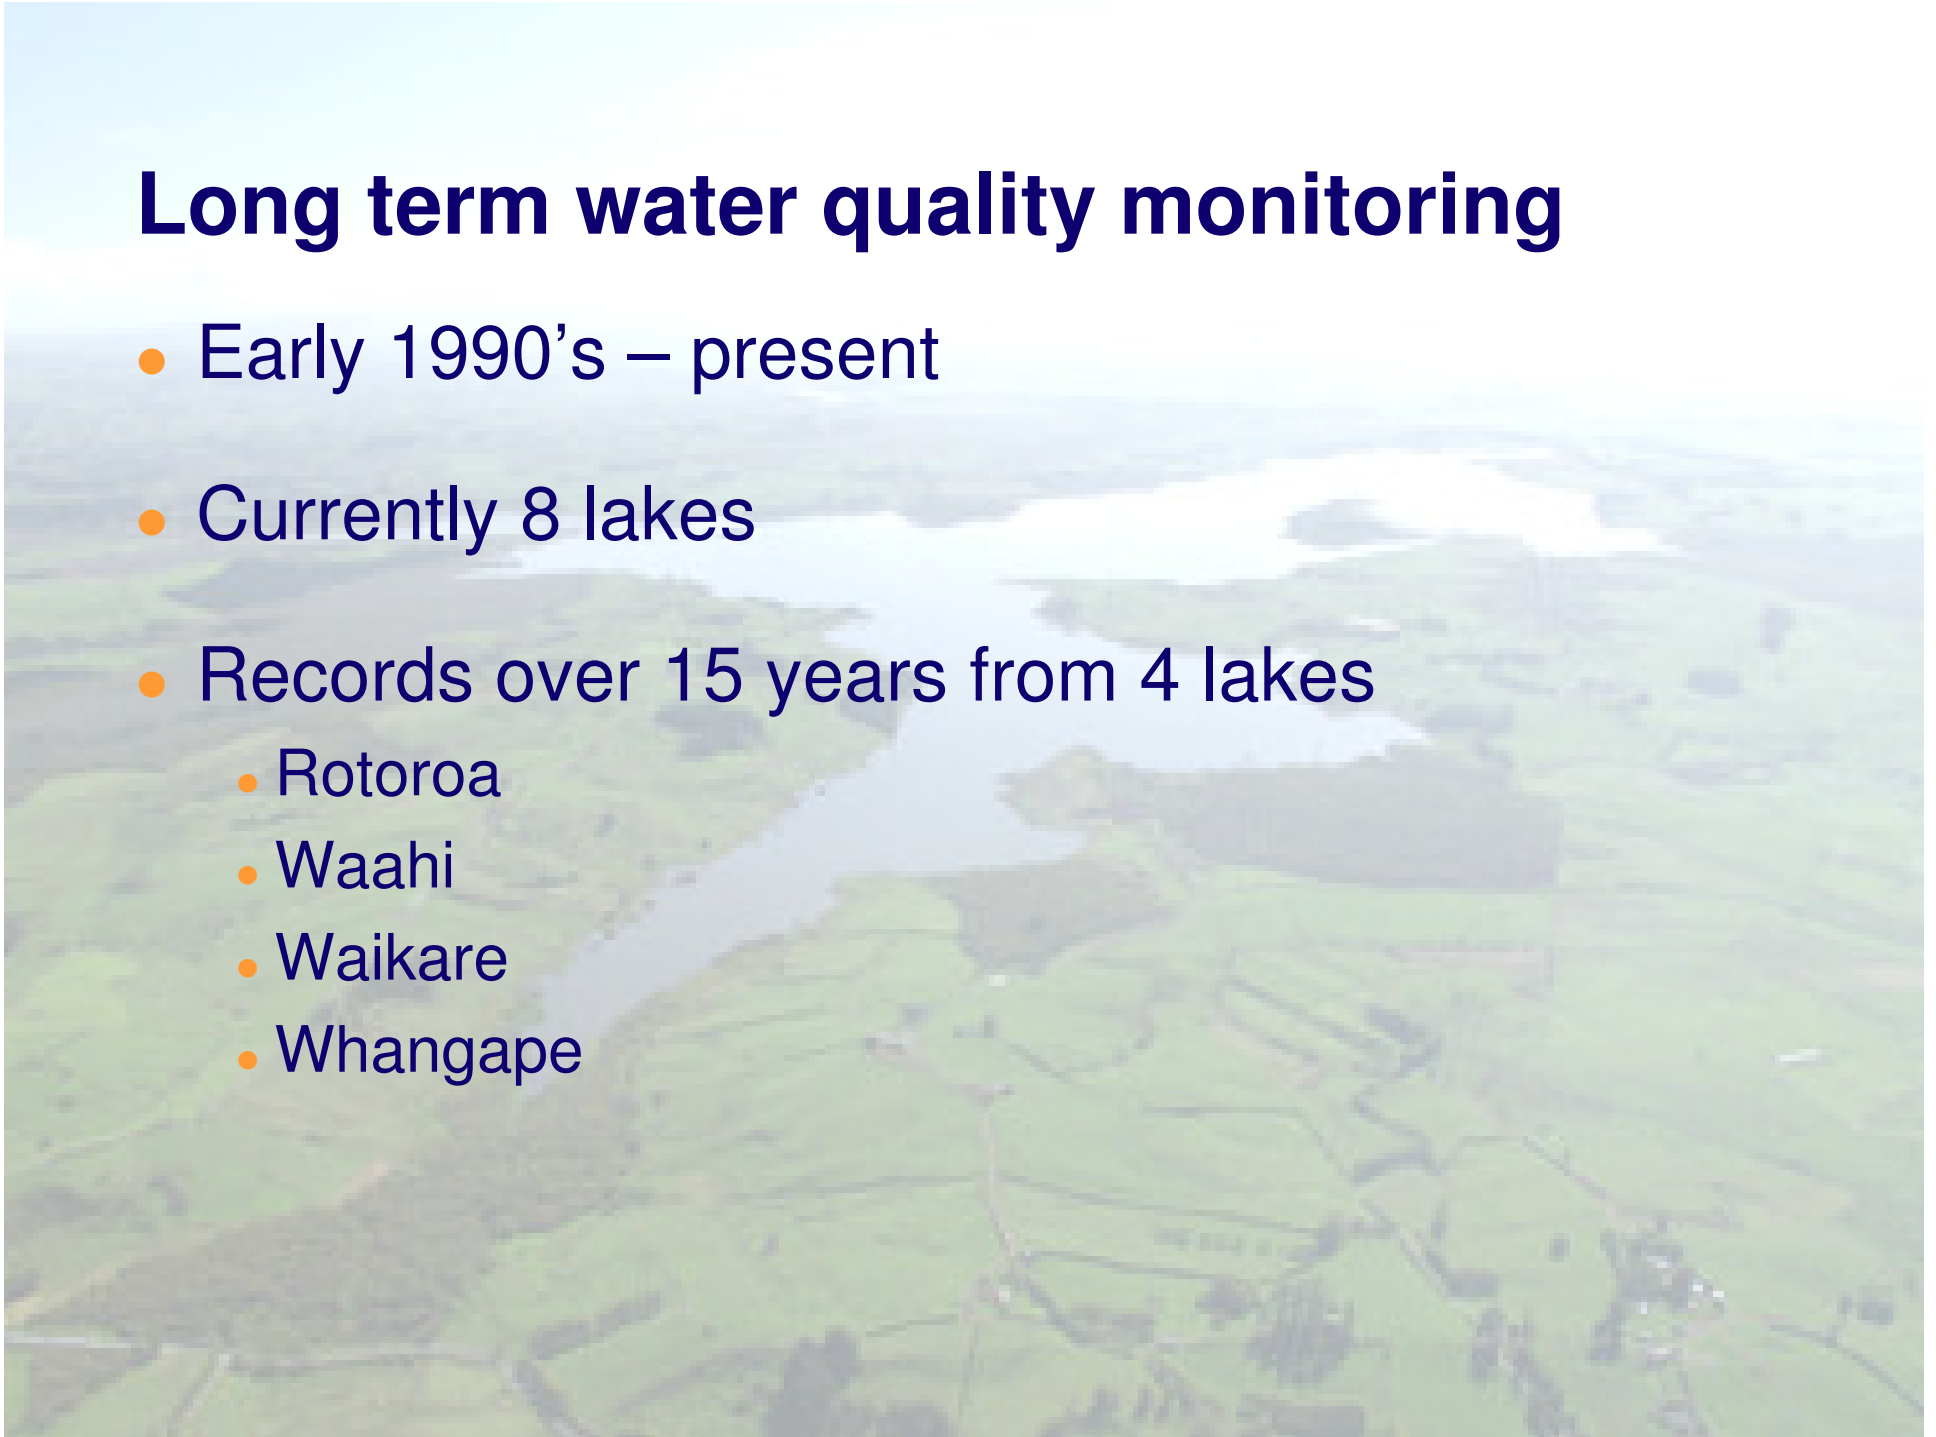 Long term water quality monitoring
• Early 1990’s – present
• Currently 8 lakes
• Records over 15 years from 4 lakes
• Rotoroa
• Waahi
• Waikare
• Whangape